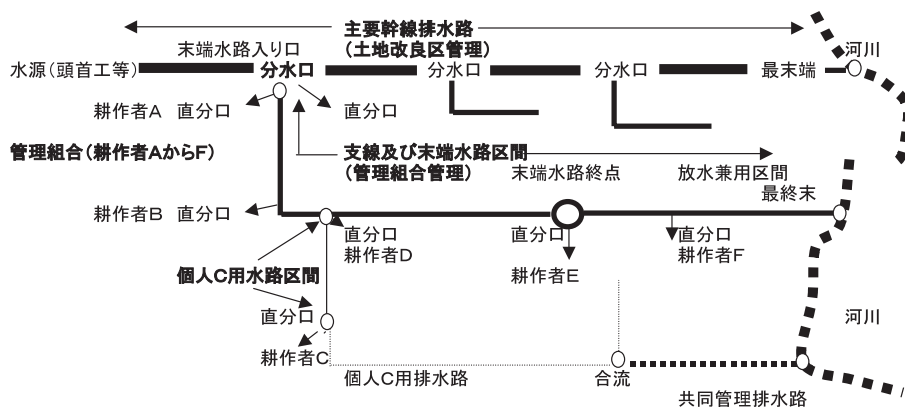 主要幹線排水路
(土地改良区管理)
河川
末端水路入り口
水源(頭首工等)
分水口
分水口
分水口
最末端
耕作者A 直分口
直分口
管理組合(耕作者AからF)
支線及び末端水路区間
(管理組合管理)
末端水路終点
放水兼用区間
最終末
耕作者B 直分口
直分口
耕作者D
直分口
耕作者E
直分口
耕作者F
個人C用水路区間
直分口
耕作者C
河川
個人C用排水路
合流
共同管理排水路